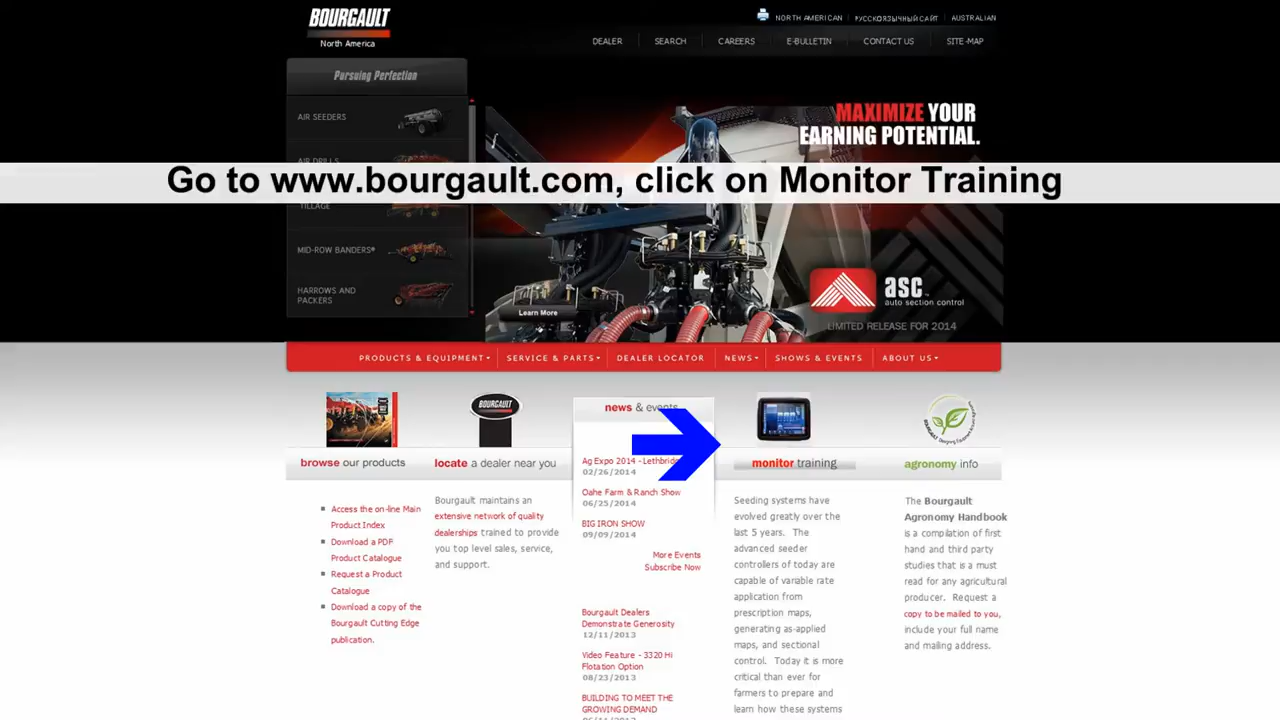 BOURGAULT
North America
NORTH AMERICAN
РУССКОЯЗЫЧНЫЙ САЙТ
AUSTRALIAN
DEALER
SEARCH
CAREERS
E-BULLETIN
CONTACT US
SITE-MAP
Pursuing Perfection
AIR SEEDERS
AIR DRILLS
TILLAGE
MID-ROW BANDERS®
HARROWS AND
PACKERS
MAXIMIZE YOUR
EARNING POTENTIAL.
Go to www.bourgault.com, click on Monitor Training
Learn More
asc™
auto section control
LIMITED RELEASE FOR 2014
PRODUCTS & EQUIPMENT
SERVICE & PARTS
DEALER LOCATOR
NEWS
SHOWS & EVENTS
ABOUT US
browse our products
Access the on-line Main
Product Index
Download a PDF
Product Catalogue
Request a Product
Catalogue
Download a copy of the
Bourgault Cutting Edge
publication.
BOURGAULT
locate a dealer near you
Bourgault maintains an
extensive network of quality
dealerships trained to provide
you top level sales, service,
and support.
news & events
Ag Expo 2014 - Lethbridge
02/26/2014
Oahe Farm & Ranch Show
06/25/2014
BIG IRON SHOW
09/09/2014
More Events
Subscribe Now
Bourgault Dealers
Demonstrate Generosity
12/11/2013
Video Feature - 3320 Hi
Flotation Option
08/23/2013
BUILDING TO MEET THE
GROWING DEMAND
monitor training
Seeding systems have
evolved greatly over the
last 5 years. The
advanced seeder
controllers of today are
capable of variable rate
application from
prescription maps,
generating as-applied
maps, and sectional
control. Today it is more
critical than ever for
farmers to prepare and
learn how these systems
agronomy info
The Bourgault
Agronomy Handbook
is a compilation of first
hand and third party
studies that is a must
read for any agricultural
producer. Request a
copy to be mailed to you,
include your full name
and mailing address.